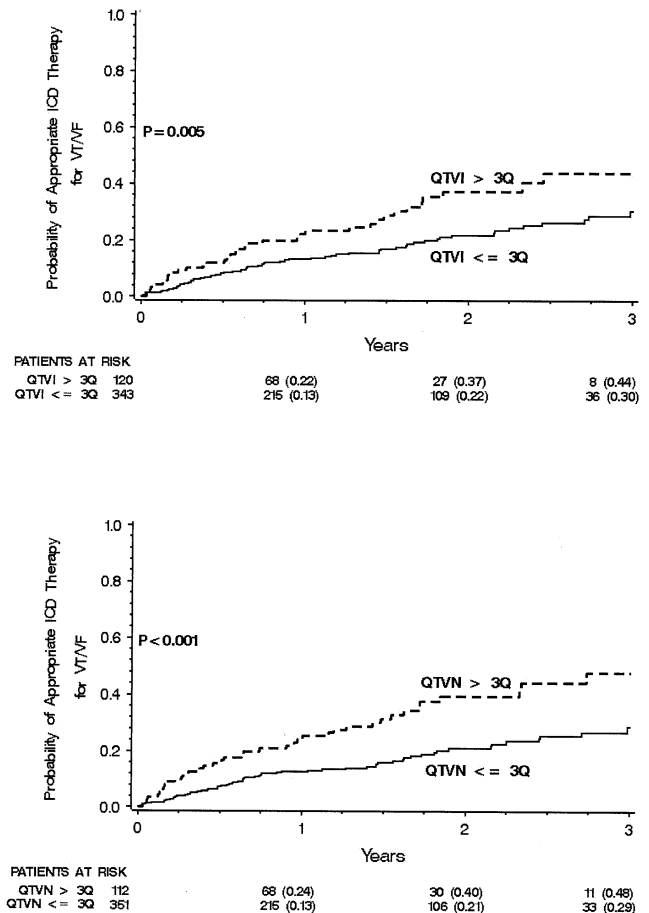 Probability of Appropriate ICD Therapy
for VT/VF
1.0
0.8
0.6
0.4
0.2
0.0
P=0.005
QTVI > 3Q
QTVI <= 3Q
0 1 2 3
Years
PATIENTS AT RISK
QTVI > 3Q 120 68 (0.22) 27 (0.37) 8 (0.44)
QTVI <= 3Q 343 215 (0.13) 109 (0.22) 36 (0.30)
Probability of Appropriate ICD Therapy
for VT/VF
1.0
0.8
0.6
0.4
0.2
0.0
P<0.001
QTVN > 3Q
QTVN <= 3Q
0 1 2 3
Years
PATIENTS AT RISK
QTVN > 3Q 112 68 (0.24) 30 (0.40) 11 (0.48)
QTVN <= 3Q 351 215 (0.13) 106 (0.21) 33 (0.29)